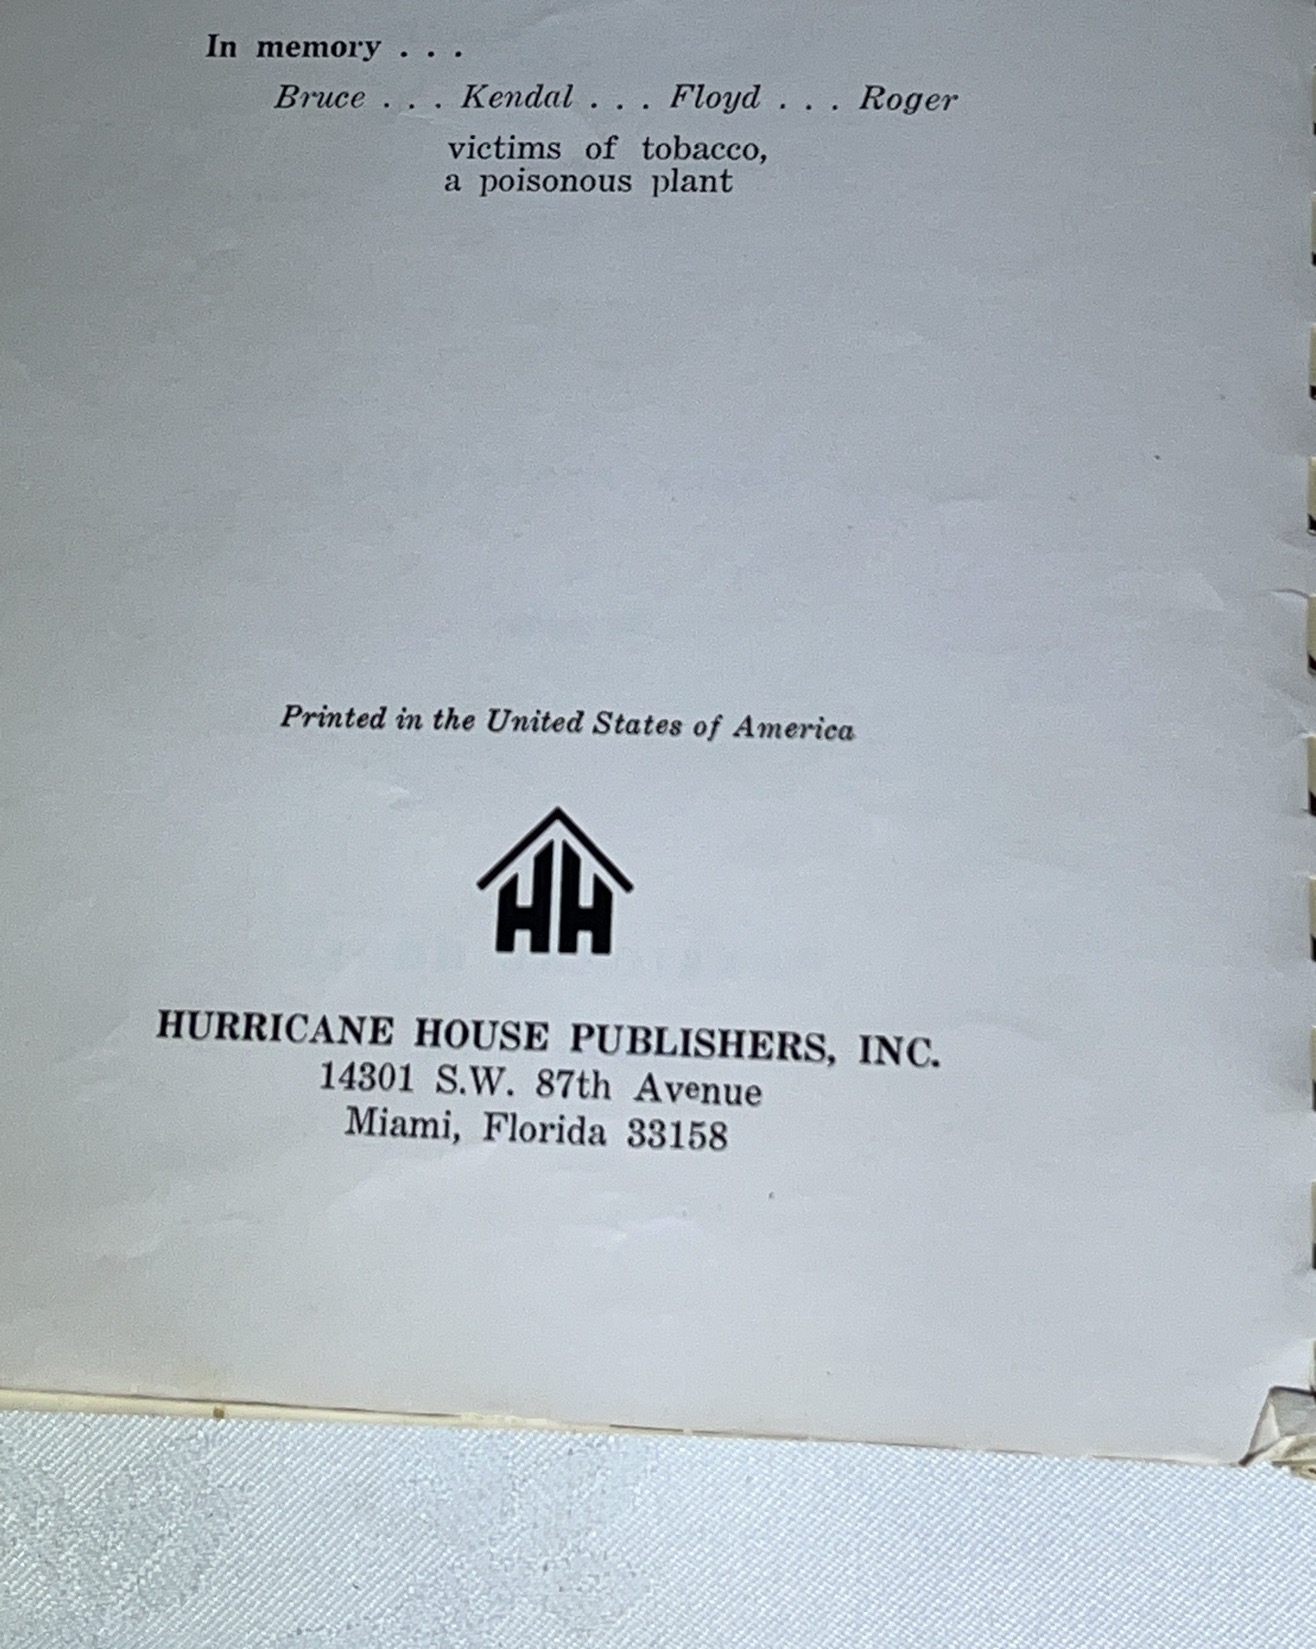 In memory . . .
Bruce . . . Kendal . . . Floyd . . . Roger
victims of tobacco,
a poisonous plant
Printed in the United States of America
HH
HURRICANE HOUSE PUBLISHERS, INC.
14301 S.W. 87th Avenue
Miami, Florida 33158